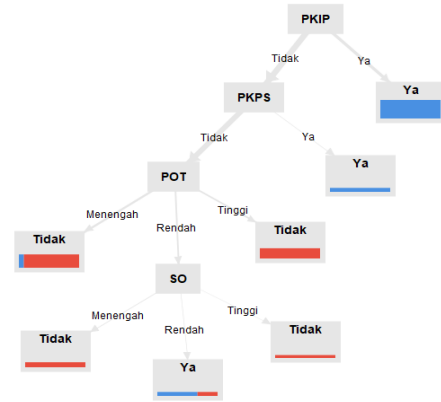 PKIP
Tidak
Ya
PKPS
Ya
Tidak
Ya
Ya
POT
Menengah
Rendah
Tinggi
Tidak
Tidak
SO
Menengah
Rendah
Tinggi
Tidak
Ya
Tidak